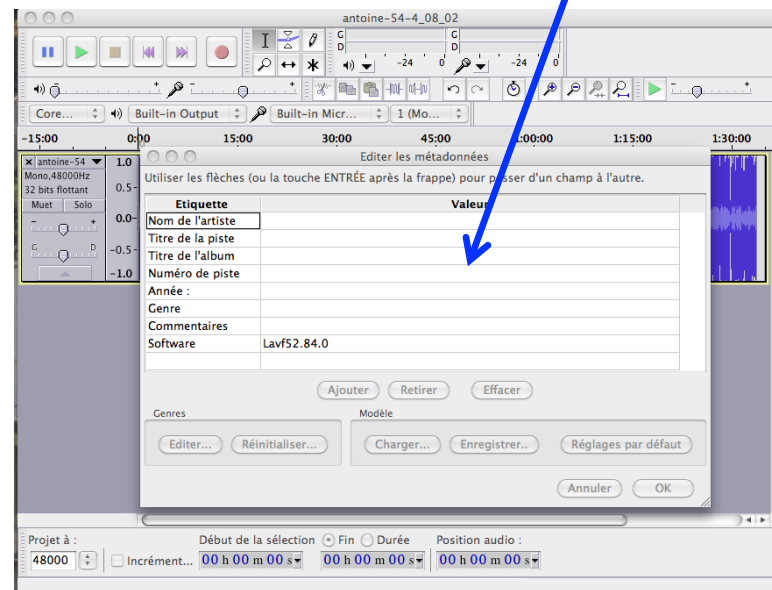 antoine-54-4_08_02
G
D
-24
0
G
D
-24
0
Core...
Built-in Output
Built-in Micr...
1 (Mo...
-15:00 0:00 15:00 30:00 45:00 1:00:00 1:15:00 1:30:00
antoine-54
Mono,48000Hz
32 bits flottant
Muet Solo
- +
G D
1.0
0.5-
0.0-
-0.5-
-1.0
Editer les métadonnées
Utiliser les flèches (ou la touche ENTRÉE après la frappe) pour passer d'un champ à l'autre.
Etiquette Valeur
Nom de l'artiste
Titre de la piste
Titre de l'album
Numéro de piste
Année :
Genre
Commentaires
Software Lavf52.84.0
Ajouter Retirer Effacer
Genres Modèle
Editer... Réinitialiser... Charger... Enregistrer.. Réglages par défaut
Annuler OK
Projet à : Début de la sélection Fin Durée Position audio :
48000 Incrément... 00 h 00 m 00 s 00 h 00 m 00 s 00 h 00 m 00 s